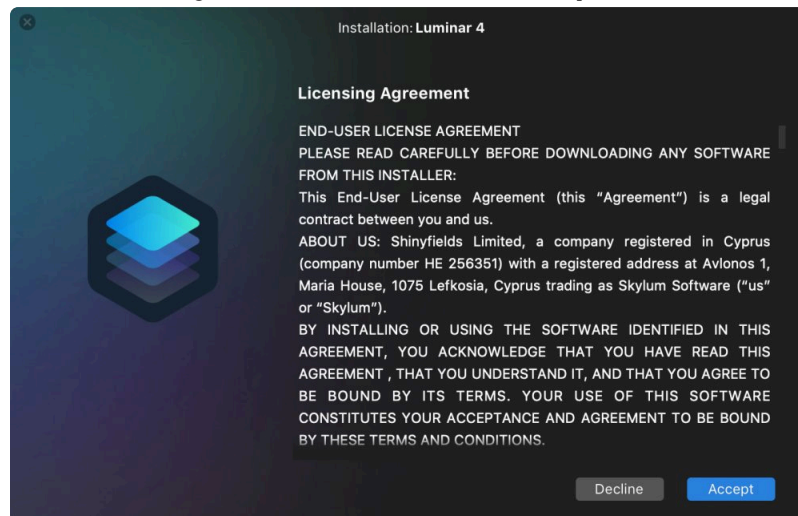 Installation: Luminar 4
Licensing Agreement
END-USER LICENSE AGREEMENT
PLEASE READ CAREFULLY BEFORE DOWNLOADING ANY SOFTWARE
FROM THIS INSTALLER:
This End-User License Agreement (this “Agreement”) is a legal
contract between you and us.
ABOUT US: Shinyfields Limited, a company registered in Cyprus
(company number HE 256351) with a registered address at Avlonos 1,
Maria House, 1075 Lefkosia, Cyprus trading as Skylum Software (“us”
or “Skylum”).
BY INSTALLING OR USING THE SOFTWARE IDENTIFIED IN THIS
AGREEMENT, YOU ACKNOWLEDGE THAT YOU HAVE READ THIS
AGREEMENT , THAT YOU UNDERSTAND IT, AND THAT YOU AGREE TO
BE BOUND BY ITS TERMS. YOUR USE OF THIS SOFTWARE
CONSTITUTES YOUR ACCEPTANCE AND AGREEMENT TO BE BOUND
BY THESE TERMS AND CONDITIONS.
Decline Accept